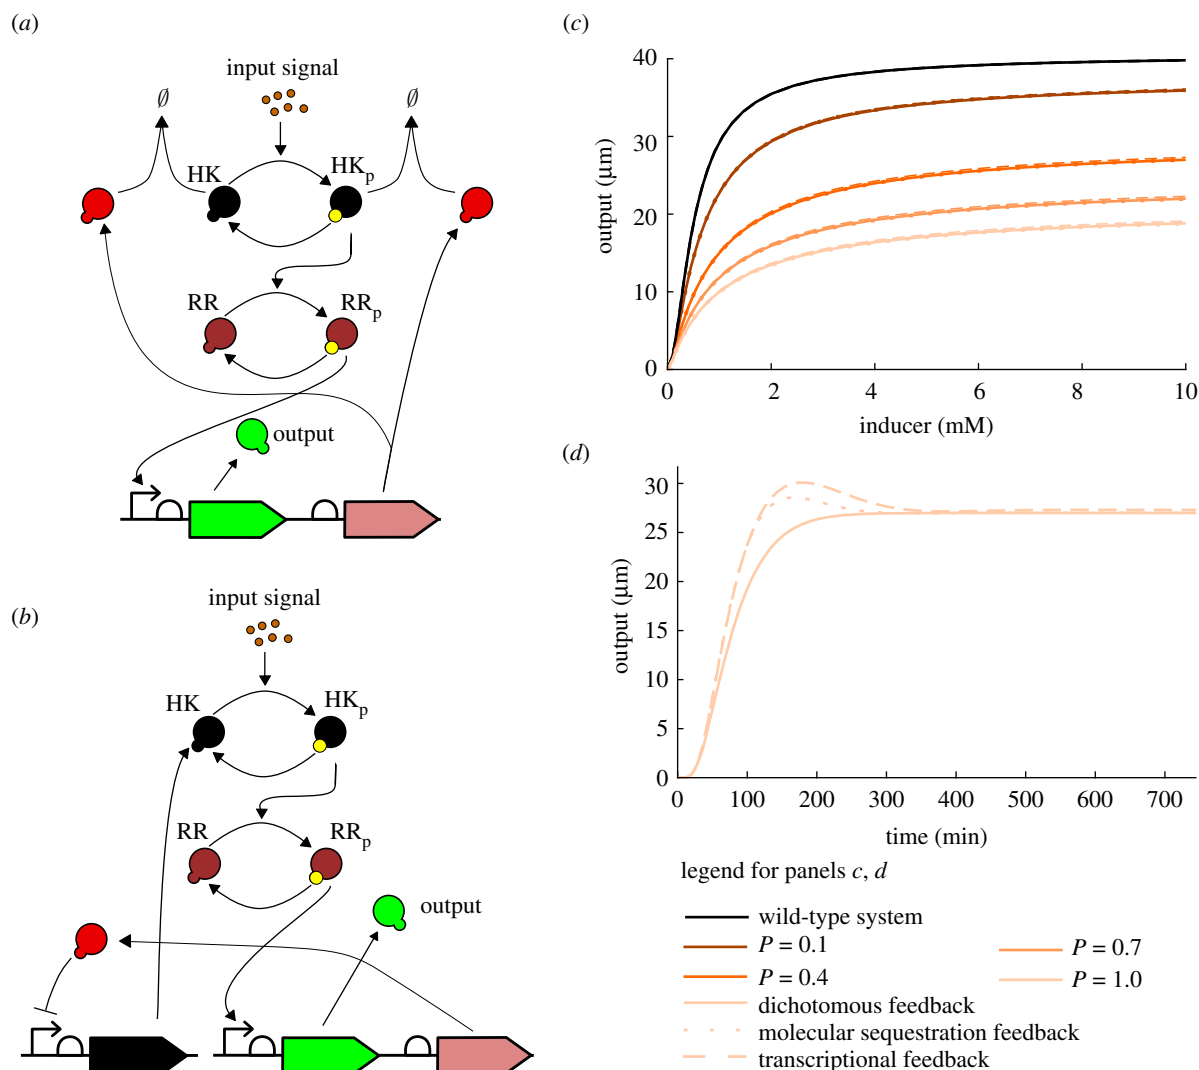 (a)
input signal
∅
∅
HK
HKp
RR
RRp
output
(b)
input signal
HK
HKp
RR
RRp
output
(c)
40
30
20
10
0
output (μm)
0 2 4 6 8 10
inducer (mM)
(d)
30
25
20
15
10
5
0
output (μm)
0 100 200 300 400 500 600 700
time (min)
legend for panels c, d
wild-type system
P = 0.1
P = 0.7
P = 0.4
P = 1.0
dichotomous feedback
molecular sequestration feedback
transcriptional feedback